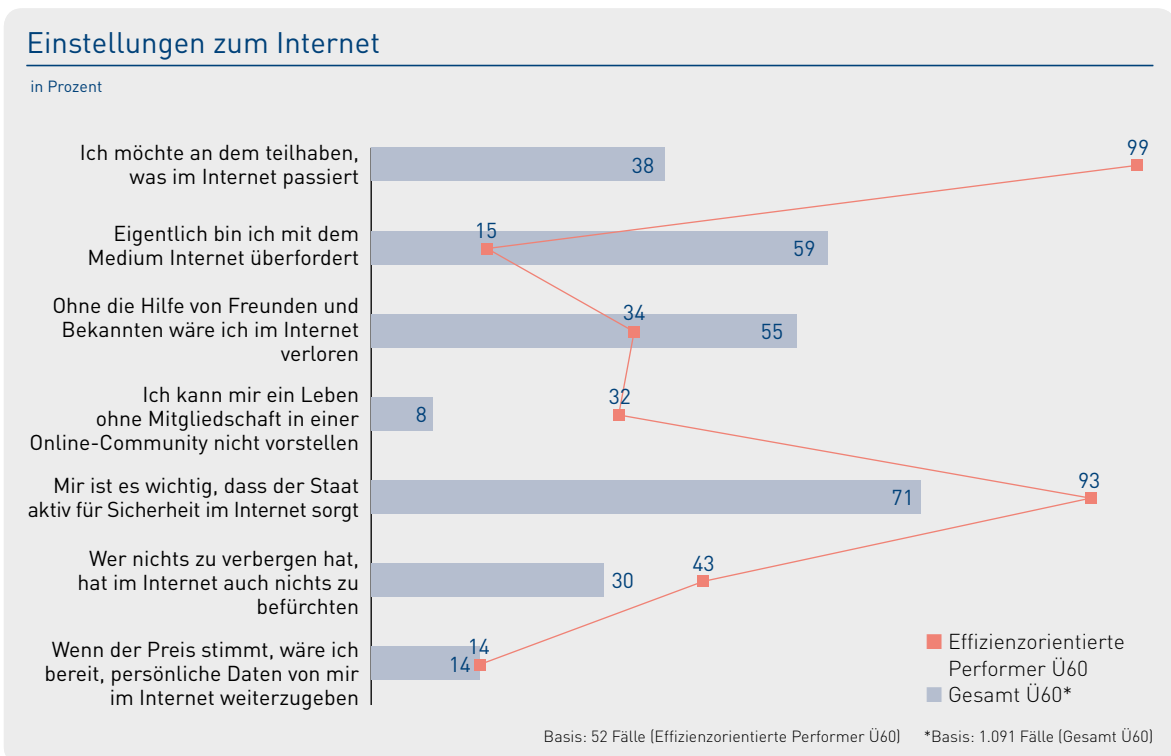 Einstellungen zum Internet
in Prozent
Ich möchte an dem teilhaben,
was im Internet passiert
38
99
Eigentlich bin ich mit dem
Medium Internet überfordert
15
59
Ohne die Hilfe von Freunden und
Bekannten wäre ich im Internet
verloren
34
55
Ich kann mir ein Leben
ohne Mitgliedschaft in einer
Online-Community nicht vorstellen
8
32
Mir ist es wichtig, dass der Staat
aktiv für Sicherheit im Internet sorgt
71
93
Wer nichts zu verbergen hat,
hat im Internet auch nichts zu
befürchten
30
43
Wenn der Preis stimmt, wäre ich
bereit, persönliche Daten von mir
im Internet weiterzugeben
14
14
Effizienzorientierte
Performer Ü60
Gesamt Ü60*
Basis: 52 Fälle (Effizienzorientierte Performer Ü60) *Basis: 1.091 Fälle (Gesamt Ü60)